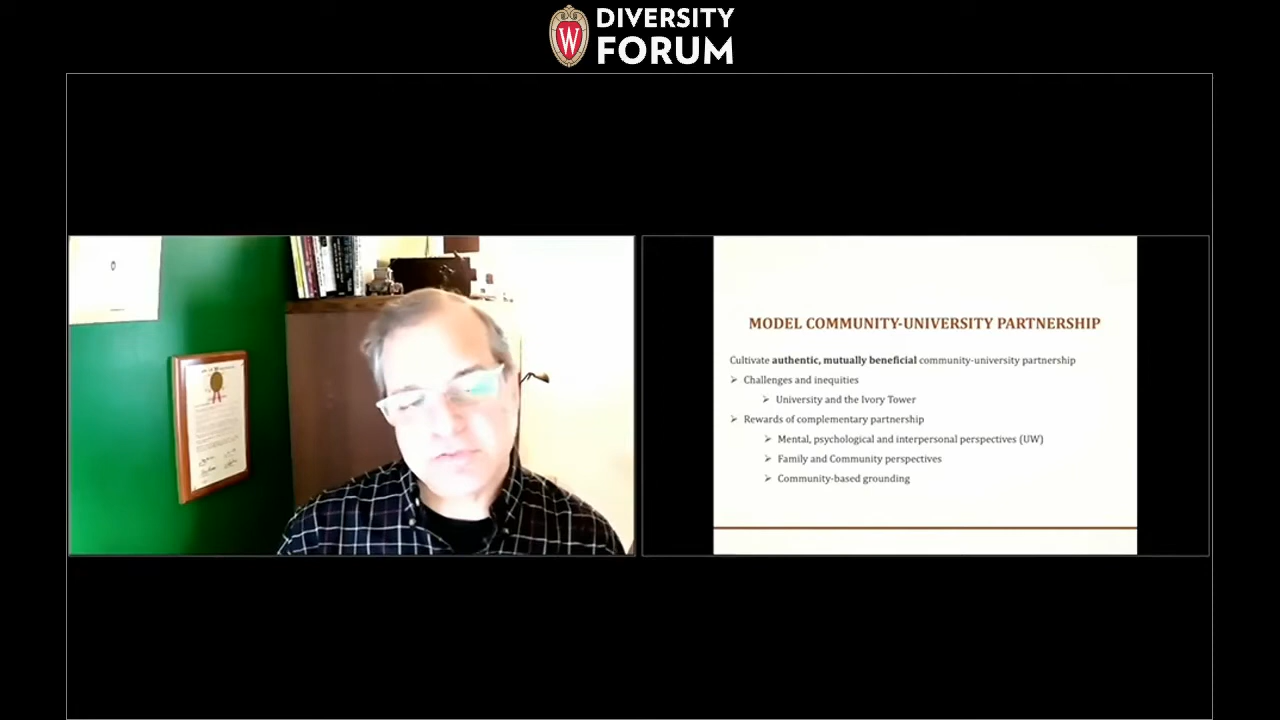 DIVERSITY
FORUM
W
MODEL COMMUNITY-UNIVERSITY PARTNERSHIP
Cultivate authentic, mutually beneficial community-university partnership
Challenges and inequities
University and the Ivory Tower
Rewards of complementary partnership
Mental, psychological and interpersonal perspectives (UW)
Family and Community perspectives
Community-based grounding